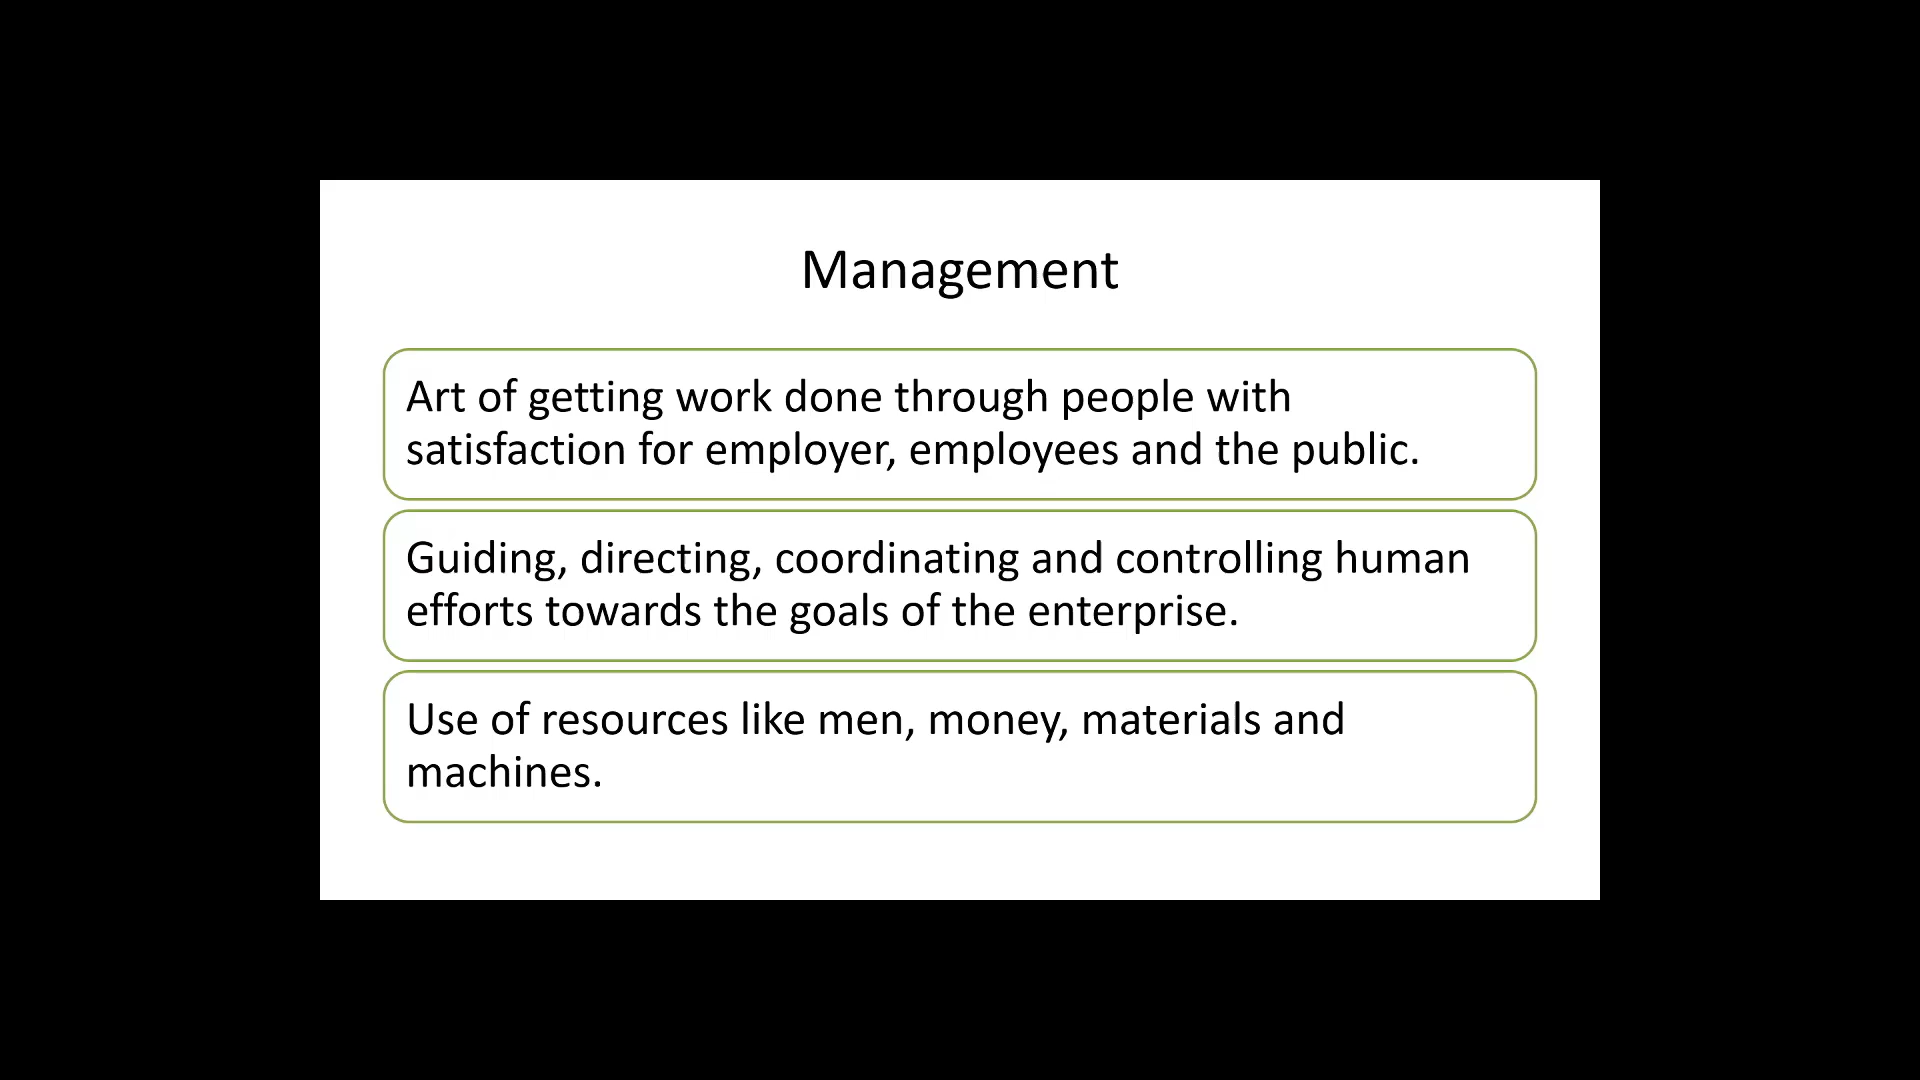 Management
Art of getting work done through people with
satisfaction for employer, employees and the public.
Guiding, directing, coordinating and controlling human
efforts towards the goals of the enterprise.
Use of resources like men, money, materials and
machines.